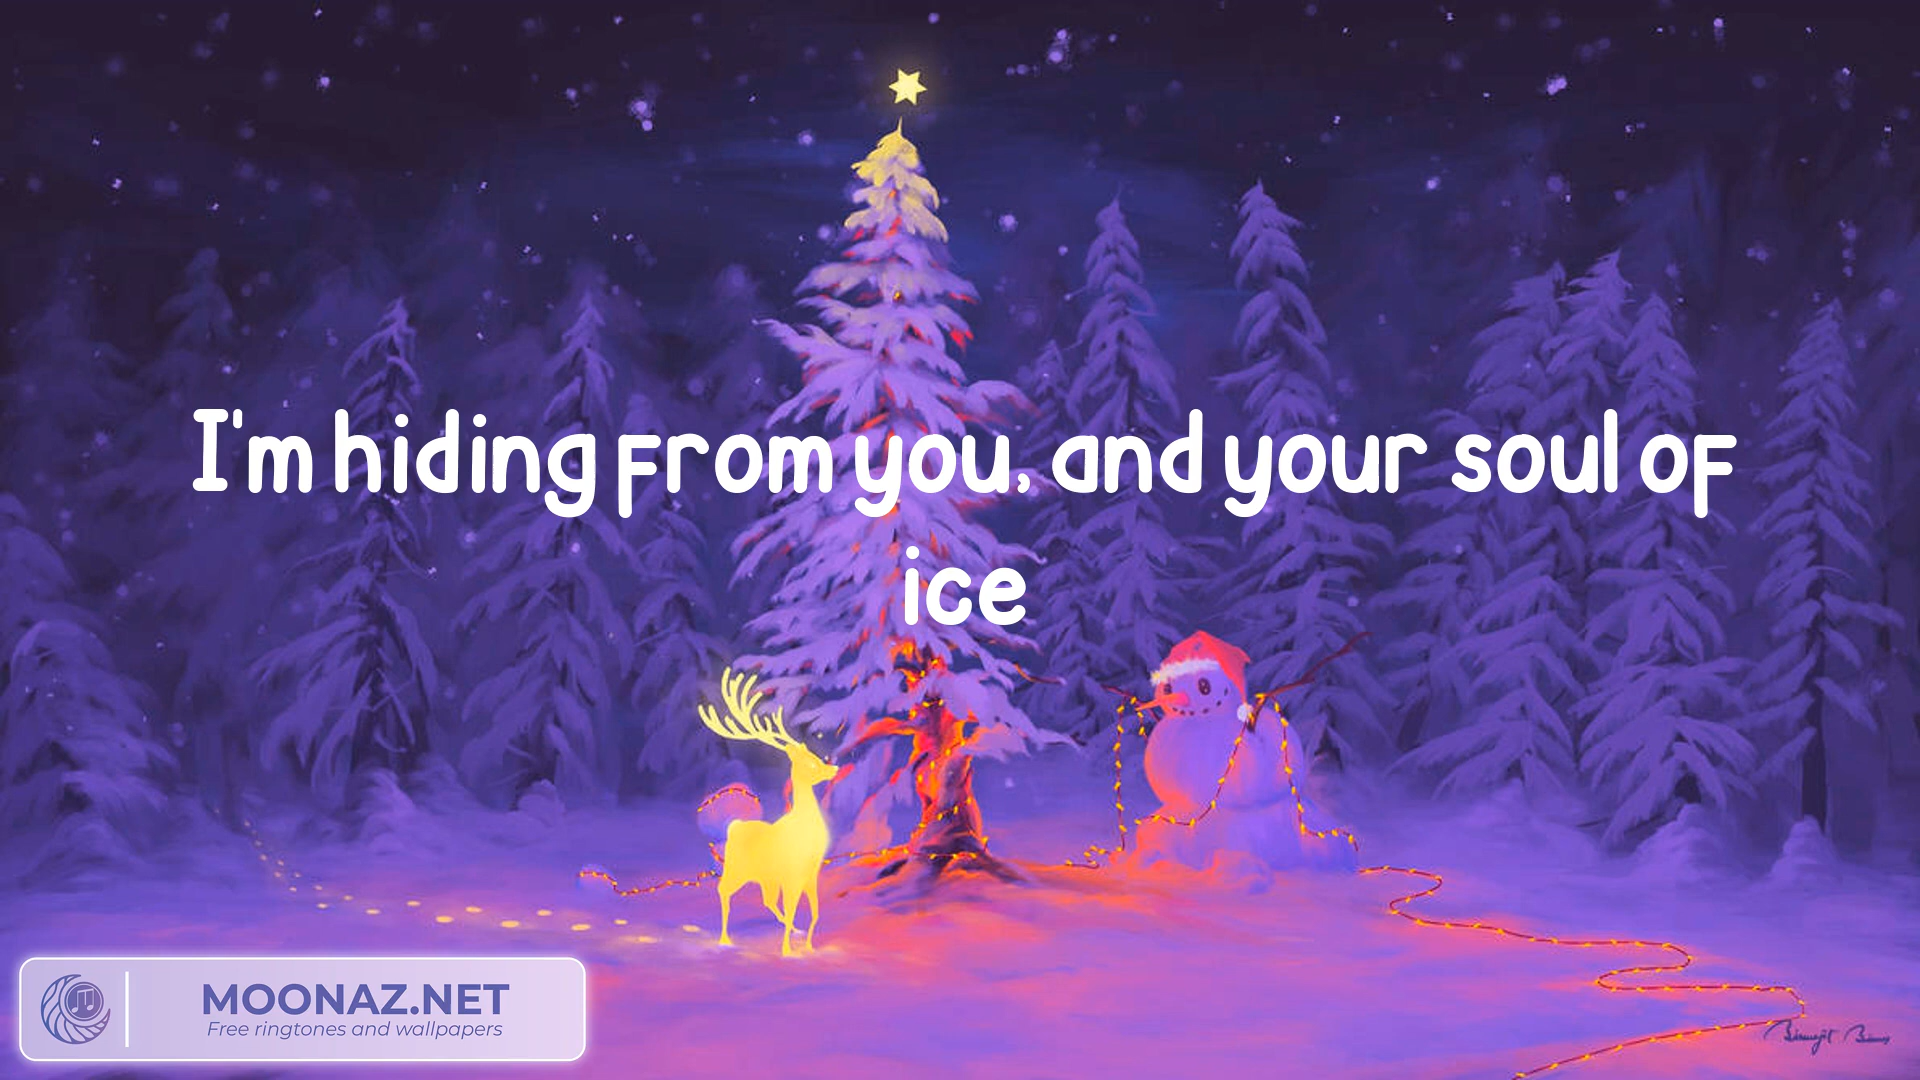 I'm hiding from you, and your soul of
ice
MOONAZ.NET
Free ringtones and wallpapers